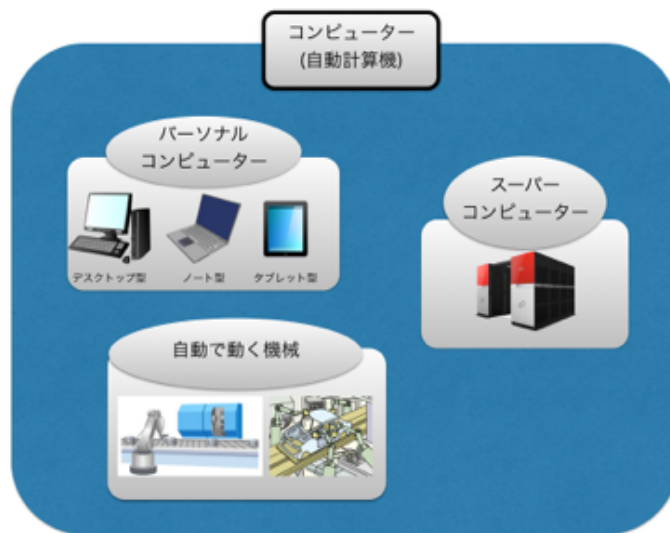 コンピューター
(自動計算機)
パーソナル
コンピューター
デスクトップ型
ノート型
タブレット型
スーパー
コンピューター
自動で動く機械